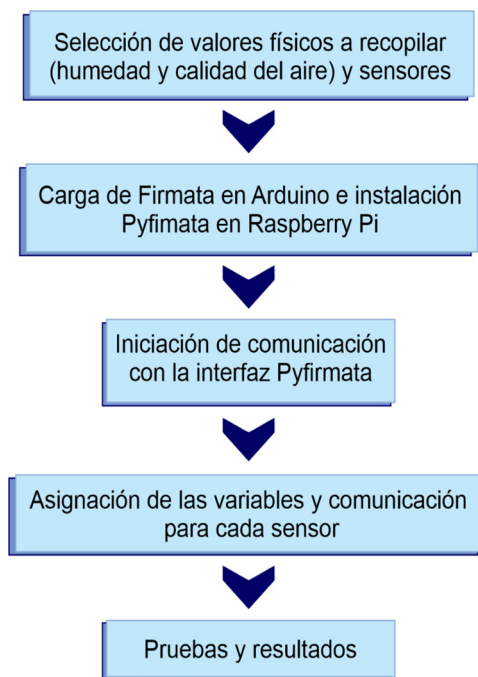 Selección de valores físicos a recopilar
(humedad y calidad del aire) y sensores
Carga de Firmata en Arduino e instalación
Pyfimata en Raspberry Pi
Iniciación de comunicación
con la interfaz Pyfirmata
Asignación de las variables y comunicación
para cada sensor
Pruebas y resultados